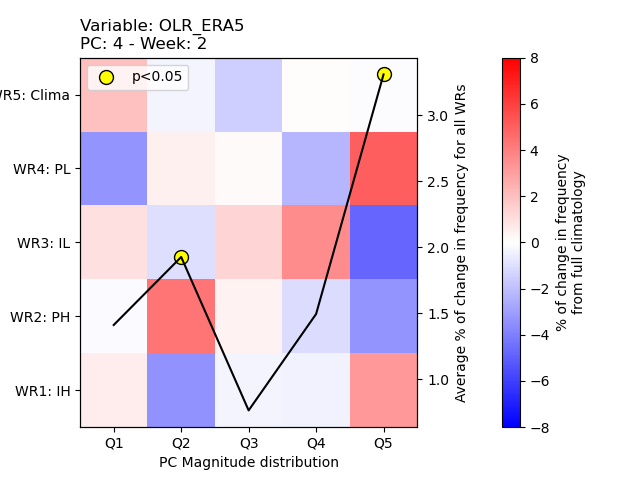 Variable: OLR_ERA5
PC: 4 - Week: 2
p<0.05
WR5: Clima
WR4: PL
WR3: IL
WR2: PH
WR1: IH
Q1 Q2 Q3 Q4 Q5
PC Magnitude distribution
3.0
2.5
2.0
1.5
1.0
Average % of change in frequency for all WRs
8
6
4
2
0
−2
−4
−6
−8
% of change in frequency
from full climatology